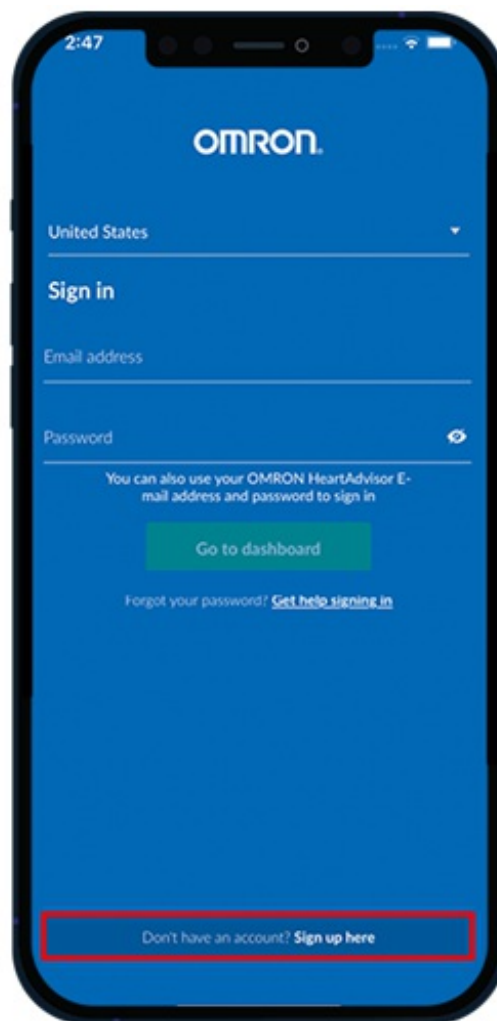 2:47
OMRON
United States
Sign in
Email address
Password
You can also use your OMRON HeartAdvisor E-
mail address and password to sign in
Go to dashboard
Forgot your password? Get help signing in
Don't have an account? Sign up here